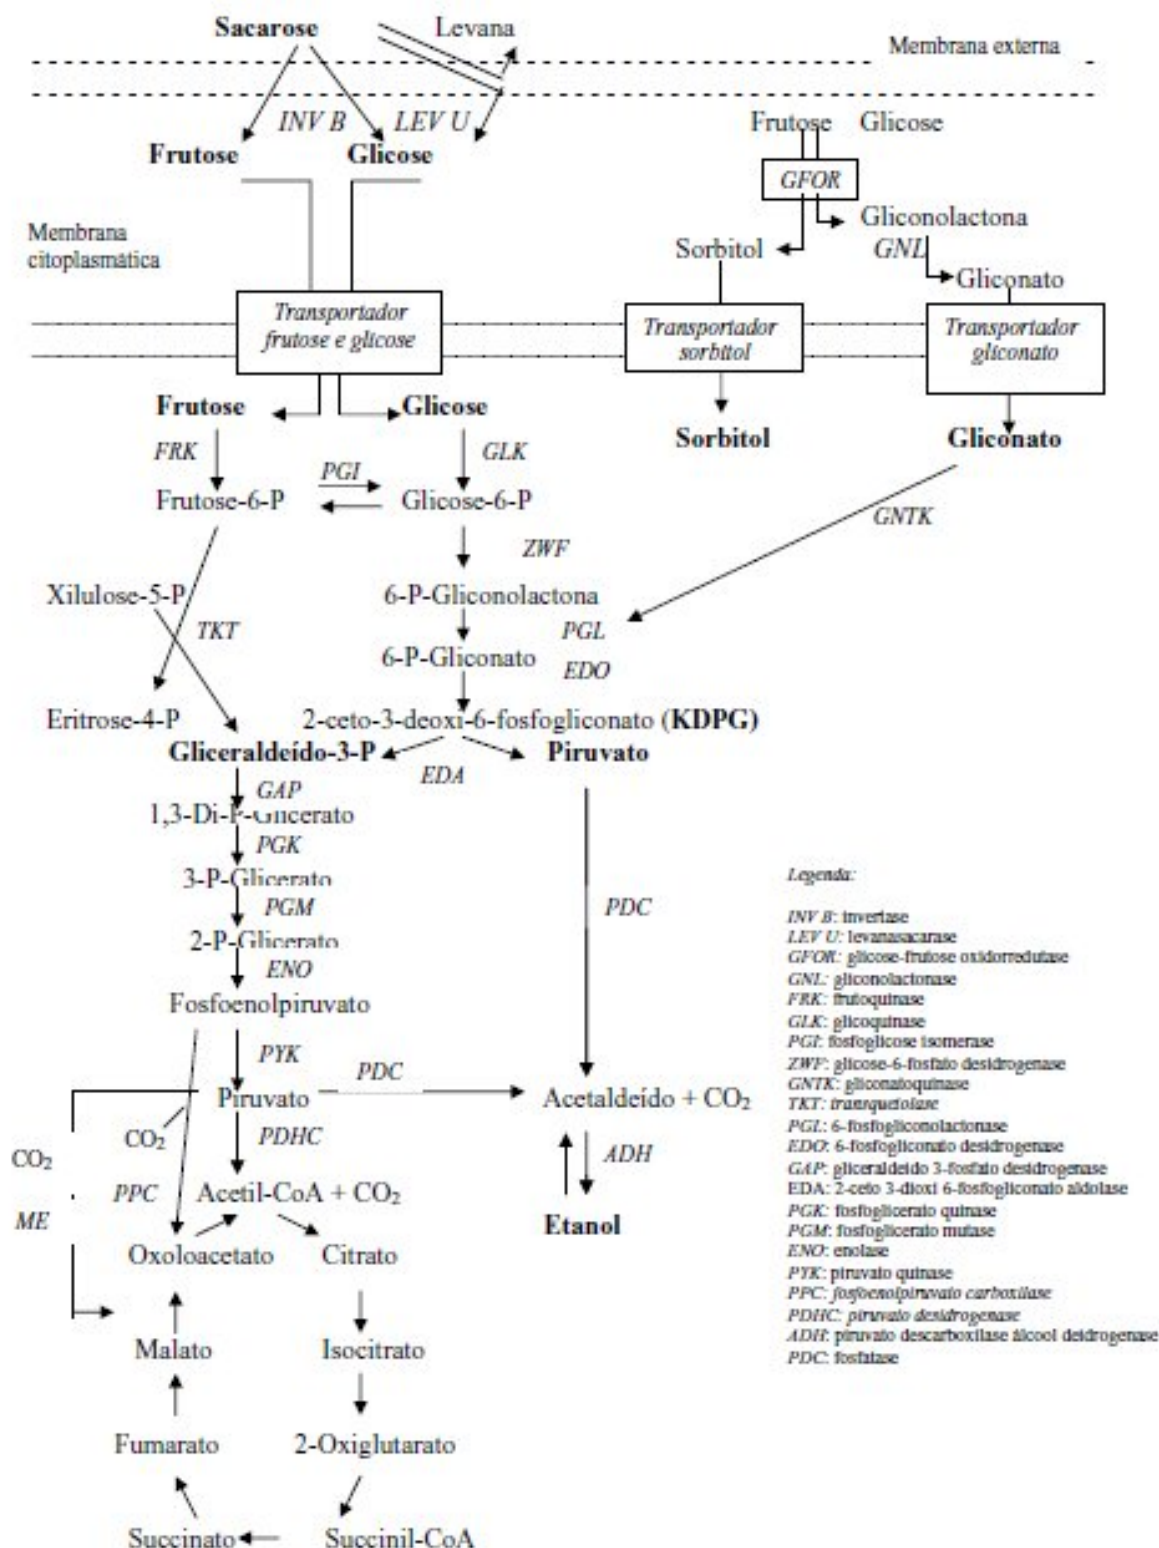 Sacarose
Levana
Membrana externa
INV B
LEV U
Frutose
Glicose
Frutose
Glicose
GFOR
Gliconolactona
GNL
Sorbitol
Gliconato
Membrana
citoplasmática
Transportador
frutose e glicose
Transportador
sorbitol
Transportador
gliconato
Frutose
Glicose
Sorbitol
Gliconato
FRK
PGI
GLK
Frutose-6-P
Glicose-6-P
GNTK
ZWF
Xilulose-5-P
6-P-Gliconolactona
TKT
PGL
6-P-Gliconato
EDO
Eritrose-4-P
2-ceto-3-deoxi-6-fosfogliconato (KDPG)
Gliceraldeído-3-P
Piruvato
EDA
GAP
1,3-Di-P-Glicerato
PGK
3-P-Glicerato
PGM
2-P-Glicerato
ENO
Fosfoenolpiruvato
PYK
PDC
PDC
Piruvato
Acetaldeído + CO₂
CO₂
PDHC
CO₂
ADH
PPC
Acetil-CoA + CO₂
ME
Etanol
Oxoloacetato
Citrato
Malato
Isocitrato
Fumarato
2-Oxiglutarato
Succinato
Succinil-CoA
Legenda:
INV B: invertase
LEV U: levanasacarase
GFOR: glicose-frutose oxidorredutase
GNL: gliconolactonase
FRK: frutoquinase
GLK: glicoquinase
PGI: fosfoglicose isomerase
ZWF: glicose-6-fosfato desidrogenase
GNTK: gliconatoquinase
TKT: transquetolase
PGL: 6-fosfogliconolactonase
EDO: 6-fosfogliconato desidrogenase
GAP: gliceraldeído 3-fosfato desidrogenase
EDA: 2-ceto 3-dioxi 6-fosfogliconato aldolase
PGK: fosfoglicerato quinase
PGM: fosfoglicerato mutase
ENO: enolase
PYK: piruvato quinase
PPC: fosfoenolpiruvato carboxilase
PDHC: piruvato desidrogenase
ADH: piruvato descarboxilase álcool deidrogenase
PDC: fosfatase